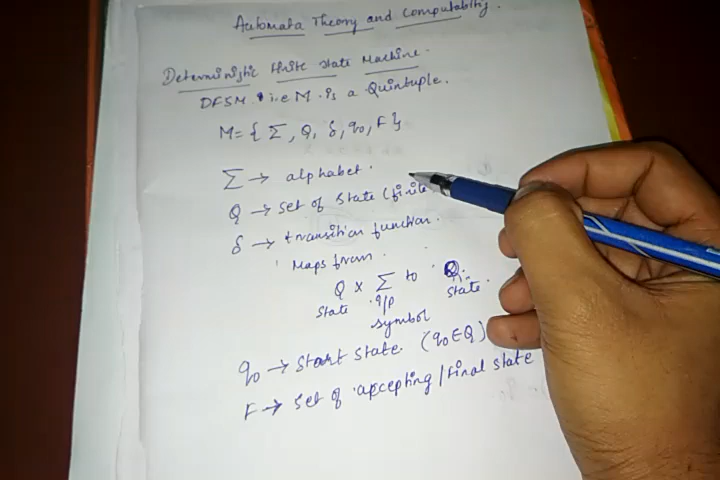 Automata Theory and Computability.
Deterministic finite state Machine.
DFSM i.e M is a Quintuple.
M= { Σ, Q, δ, q0, F }
Σ → alphabet.
Q → set of state (finite
δ → transition function.
Maps from.
Q × Σ to Q.
state i/p state.
symbol
q0 → start state. (q0 ∈ Q)
F → set of accepting / final state